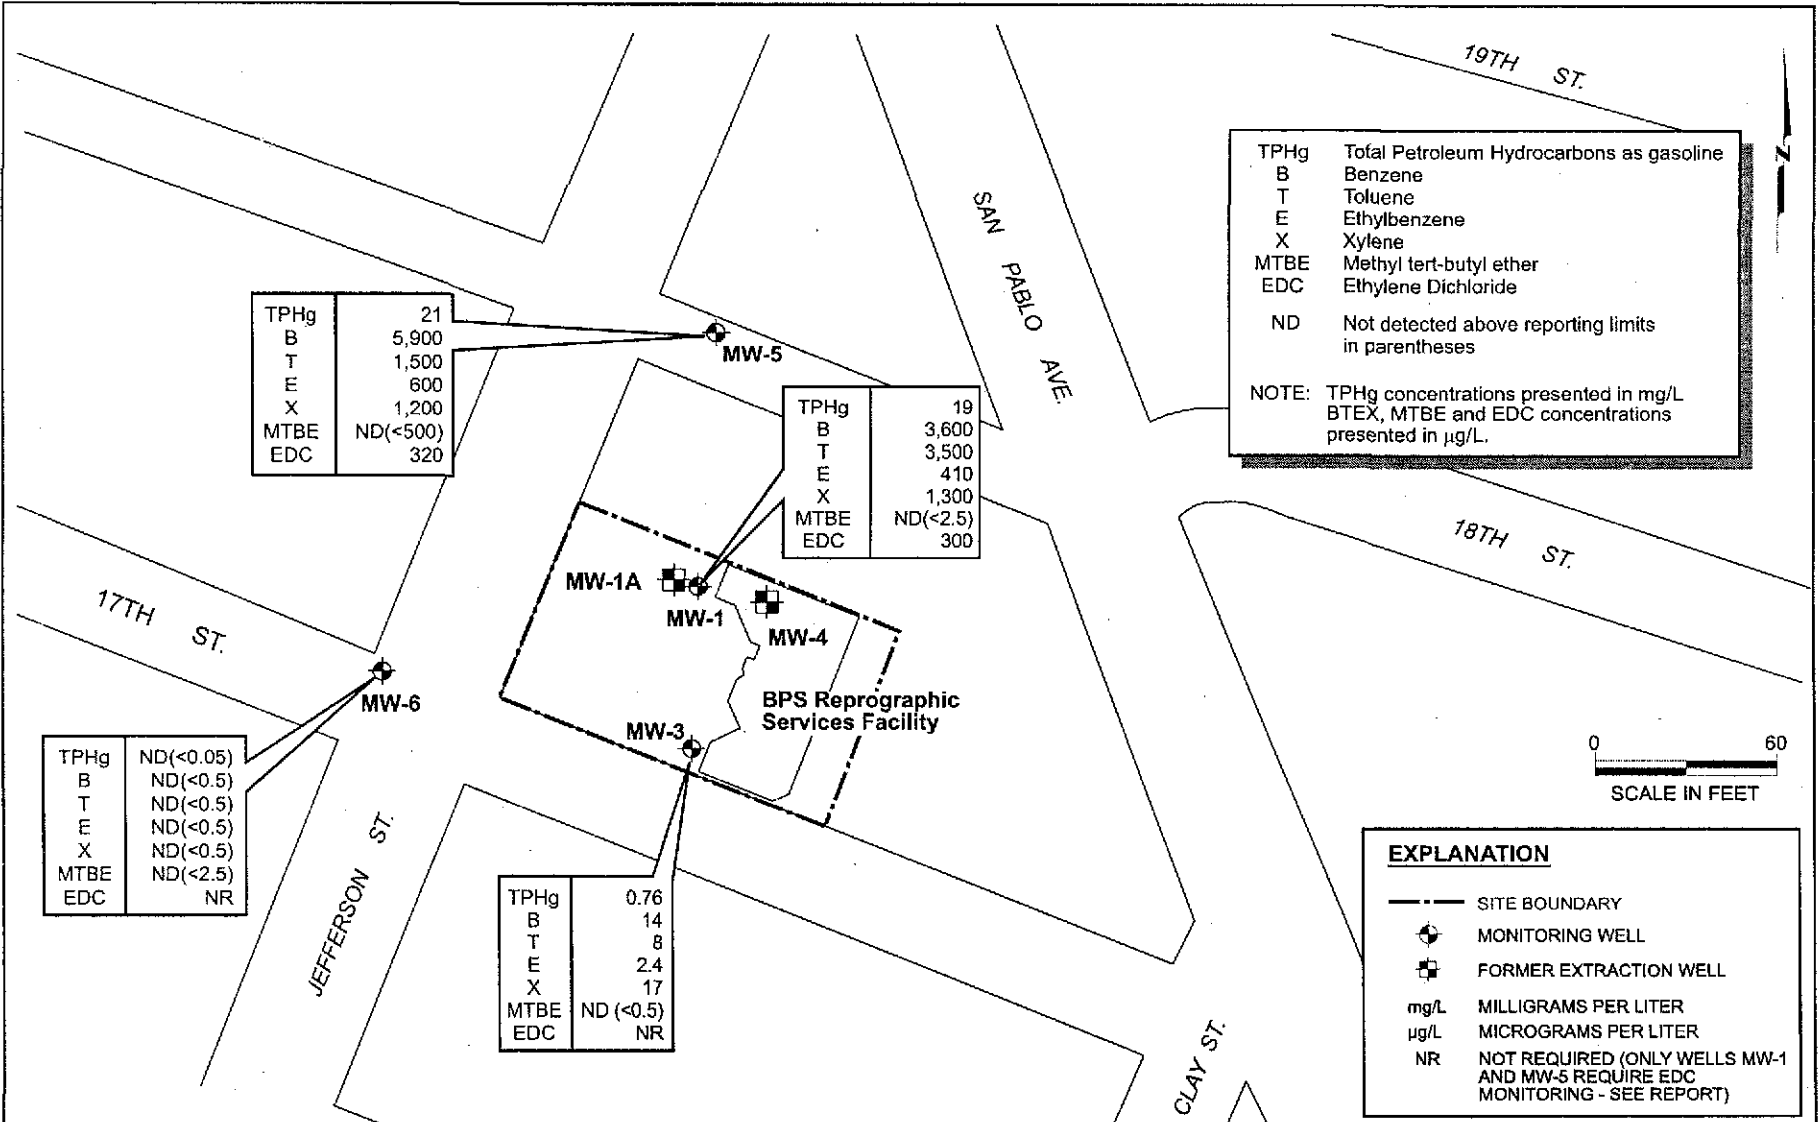 19TH ST.
TPHg Total Petroleum Hydrocarbons as gasoline
B Benzene
T Toluene
E Ethylbenzene
X Xylene
MTBE Methyl tert-butyl ether
EDC Ethylene Dichloride
ND Not detected above reporting limits
in parentheses
NOTE: TPHg concentrations presented in mg/L
BTEX, MTBE and EDC concentrations
presented in µg/L.
Z
SAN PABLO AVE.
TPHg 21
B 5,900
T 1,500
E 600
X 1,200
MTBE ND(<500)
EDC 320
MW-5
TPHg 19
B 3,600
T 3,500
E 410
X 1,300
MTBE ND(<2.5)
EDC 300
18TH ST.
MW-1A
MW-1
MW-4
17TH ST.
MW-6
BPS Reprographic
Services Facility
MW-3
TPHg ND(<0.05)
B ND(<0.5)
T ND(<0.5)
E ND(<0.5)
X ND(<0.5)
MTBE ND(<2.5)
EDC NR
0 60
SCALE IN FEET
JEFFERSON ST.
TPHg 0.76
B 14
T 8
E 2.4
X 17
MTBE ND (<0.5)
EDC NR
CLAY ST.
EXPLANATION
SITE BOUNDARY
MONITORING WELL
FORMER EXTRACTION WELL
mg/L MILLIGRAMS PER LITER
µg/L MICROGRAMS PER LITER
NR NOT REQUIRED (ONLY WELLS MW-1
AND MW-5 REQUIRE EDC
MONITORING - SEE REPORT)